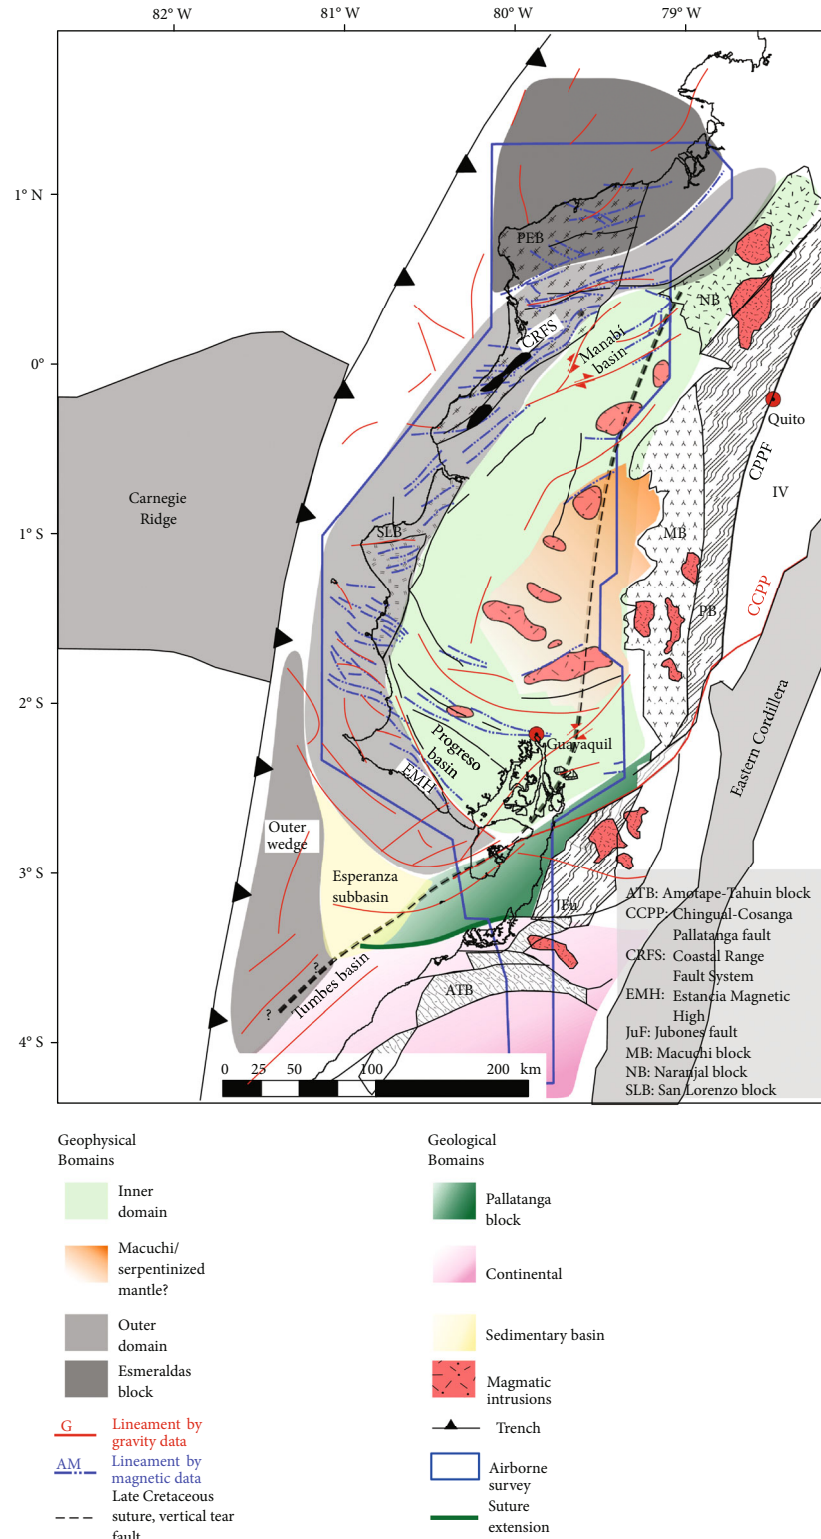 82° W
81° W
80° W
79° W
1° N
0°
1° S
2° S
3° S
4° S
PEB
NB
CRFS
Manabi
basin
Quito
CPPF
IV
Carnegie
Ridge
SLB
MB
PB
CCPP
Eastern Cordillera
Progreso
basin
Guayaquil
EMH
Outer
wedge
Esperanza
subbasin
JFu
?
?
Tumbes basin
ATB
ATB: Amotape-Tahuin block
CCPP: Chingual-Cosanga
Pallatanga fault
CRFS: Coastal Range
Fault System
EMH: Estancia Magnetic
High
JuF: Jubones fault
MB: Macuchi block
NB: Naranjal block
SLB: San Lorenzo block
0 25 50 100 200 km
Geophysical
Bomains
Inner
domain
Macuchi/
serpentinized
mantle?
Outer
domain
Esmeraldas
block
G Lineament by
gravity data
AM Lineament by
magnetic data
Late Cretaceous
suture, vertical tear
fault
Geological
Bomains
Pallatanga
block
Continental
Sedimentary basin
Magmatic
intrusions
Trench
Airborne
survey
Suture
extension